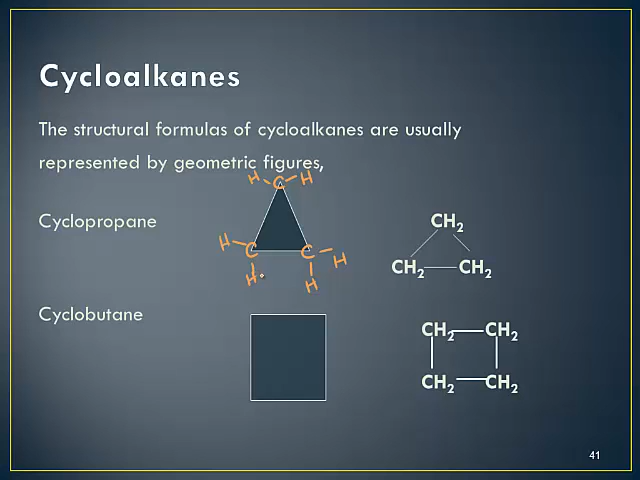 Cycloalkanes
The structural formulas of cycloalkanes are usually
represented by geometric figures,
H C H
Cyclopropane
CH2
H C C H
H H
CH2 CH2
Cyclobutane
CH2 CH2
CH2 CH2
41